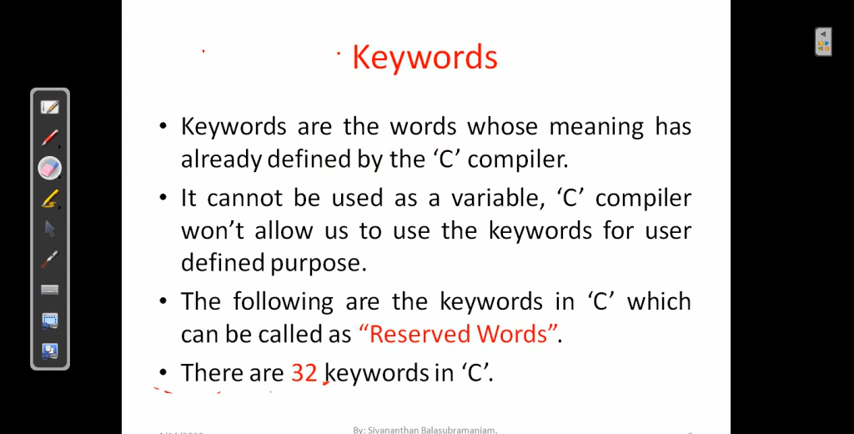 Keywords
• Keywords are the words whose meaning has
already defined by the ‘C’ compiler.
• It cannot be used as a variable, ‘C’ compiler
won’t allow us to use the keywords for user
defined purpose.
• The following are the keywords in ‘C’ which
can be called as “Reserved Words”.
• There are 32 keywords in ‘C’.
By: Sivananthan Balasubramaniam,